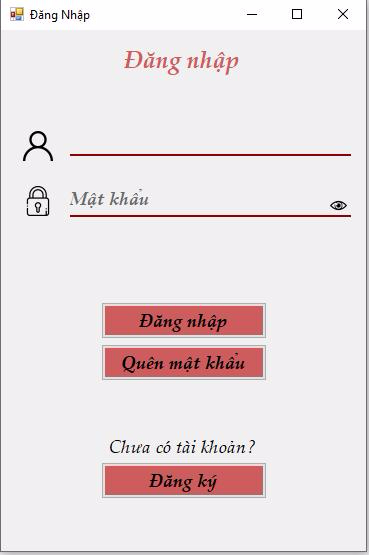 Đăng Nhập
Đăng nhập
Mật khẩu
Đăng nhập
Quên mật khẩu
Chưa có tài khoản?
Đăng ký